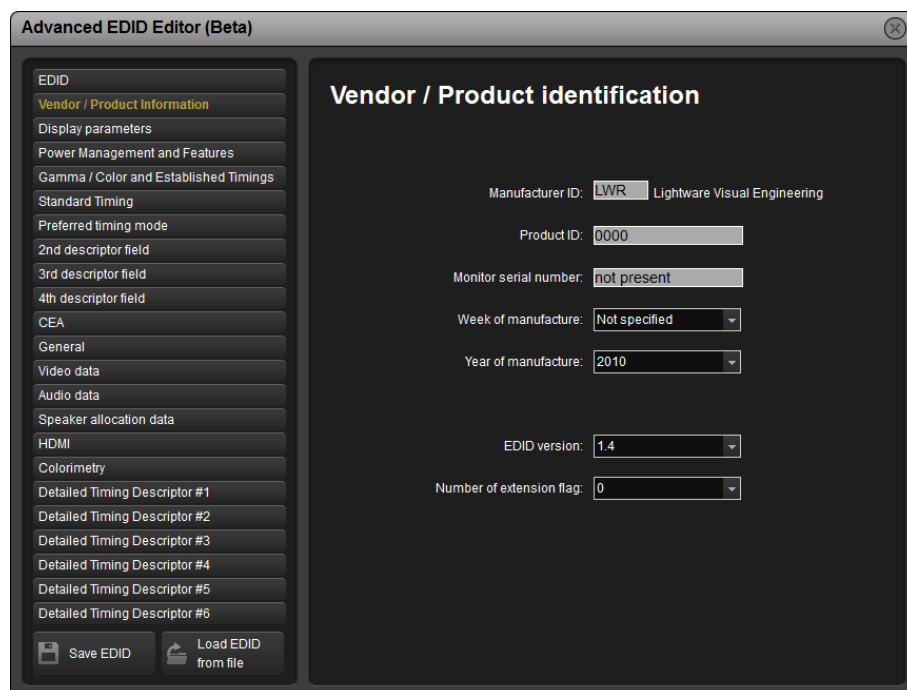 Advanced EDID Editor (Beta)
EDID
Vendor / Product Information
Display parameters
Power Management and Features
Gamma / Color and Established Timings
Standard Timing
Preferred timing mode
2nd descriptor field
3rd descriptor field
4th descriptor field
CEA
General
Video data
Audio data
Speaker allocation data
HDMI
Colorimetry
Detailed Timing Descriptor #1
Detailed Timing Descriptor #2
Detailed Timing Descriptor #3
Detailed Timing Descriptor #4
Detailed Timing Descriptor #5
Detailed Timing Descriptor #6
Save EDID
Load EDID
from file
Vendor / Product identification
Manufacturer ID: LWR Lightware Visual Engineering
Product ID: 0000
Monitor serial number: not present
Week of manufacture: Not specified
Year of manufacture: 2010
EDID version: 1.4
Number of extension flag: 0